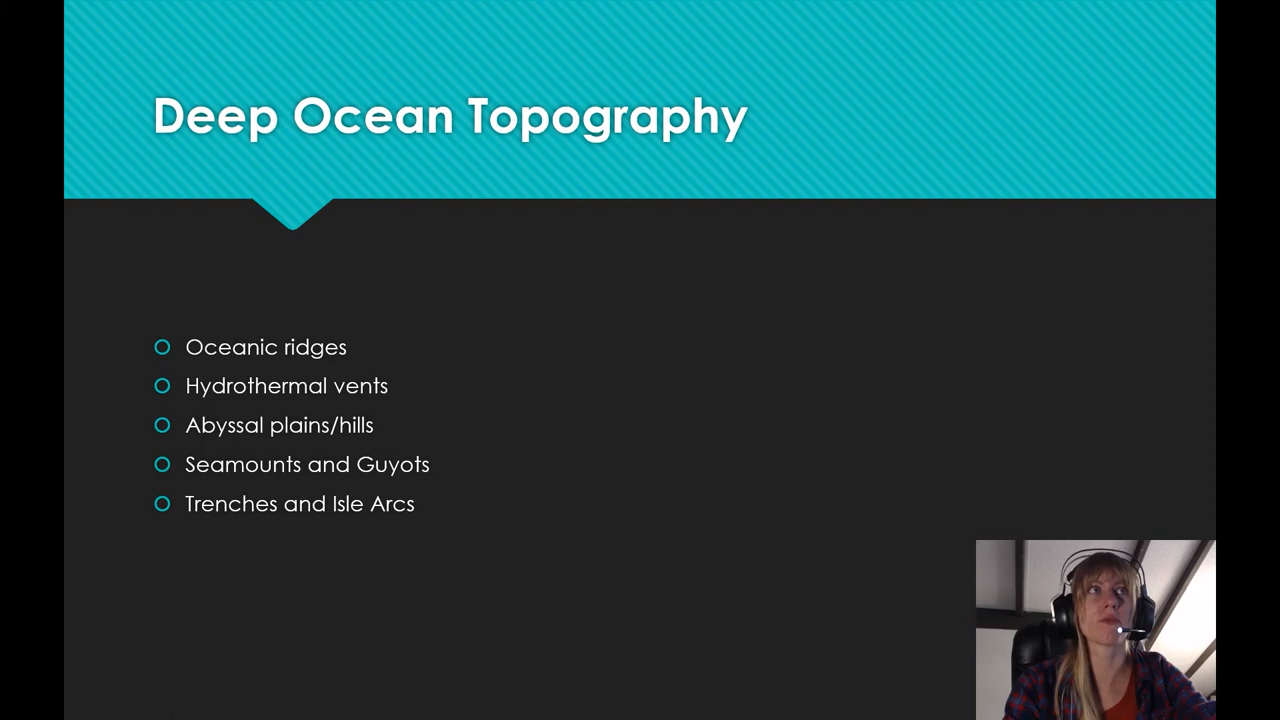 Deep Ocean Topography
Oceanic ridges
Hydrothermal vents
Abyssal plains/hills
Seamounts and Guyots
Trenches and Isle Arcs